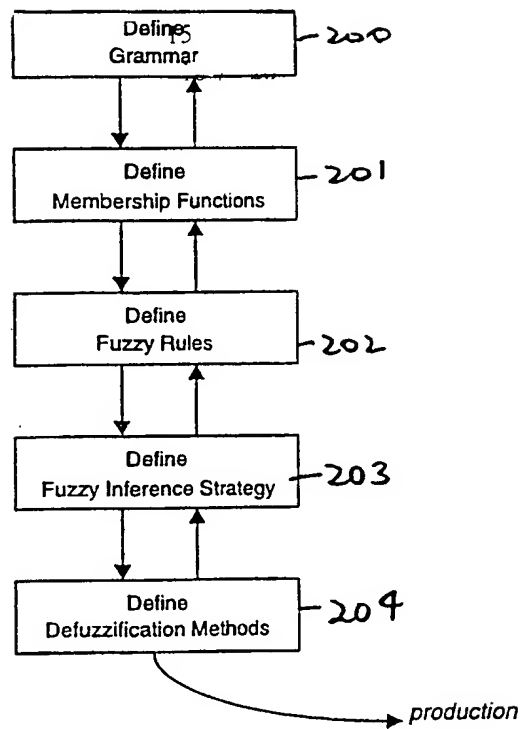 Define
15
Grammar
200
Define
Membership Functions
201
Define
Fuzzy Rules
202
Define
Fuzzy Inference Strategy
203
Define
Defuzzification Methods
204
production